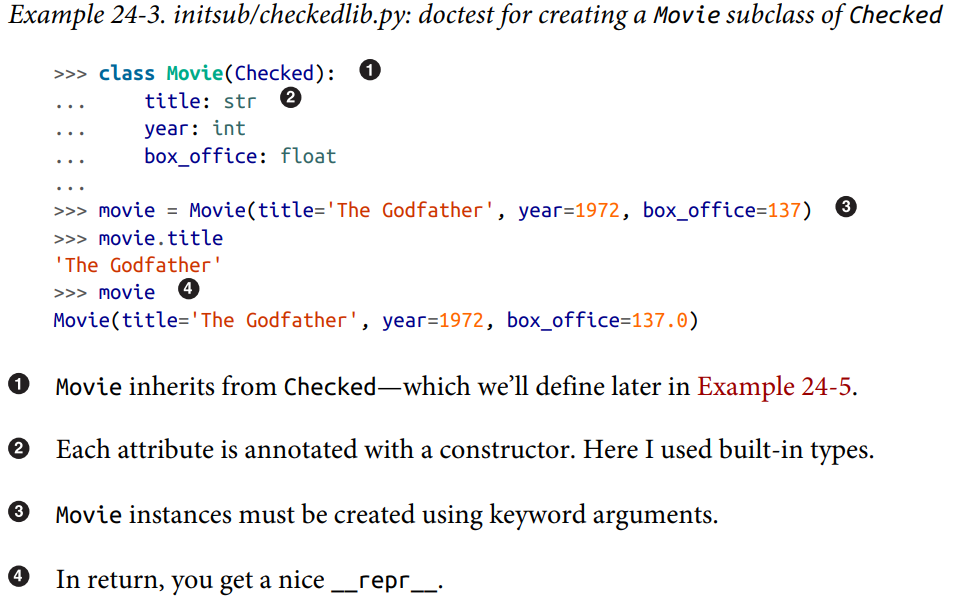 Example 24-3. initsub/checkedlib.py: doctest for creating a Movie subclass of Checked
>>> class Movie(Checked): ❶
...     title: str ❷
...     year: int
...     box_office: float
...
>>> movie = Movie(title='The Godfather', year=1972, box_office=137) ❸
>>> movie.title
'The Godfather'
>>> movie ❹
Movie(title='The Godfather', year=1972, box_office=137.0)
❶ Movie inherits from Checked—which we’ll define later in Example 24-5.
❷ Each attribute is annotated with a constructor. Here I used built-in types.
❸ Movie instances must be created using keyword arguments.
❹ In return, you get a nice __repr__.